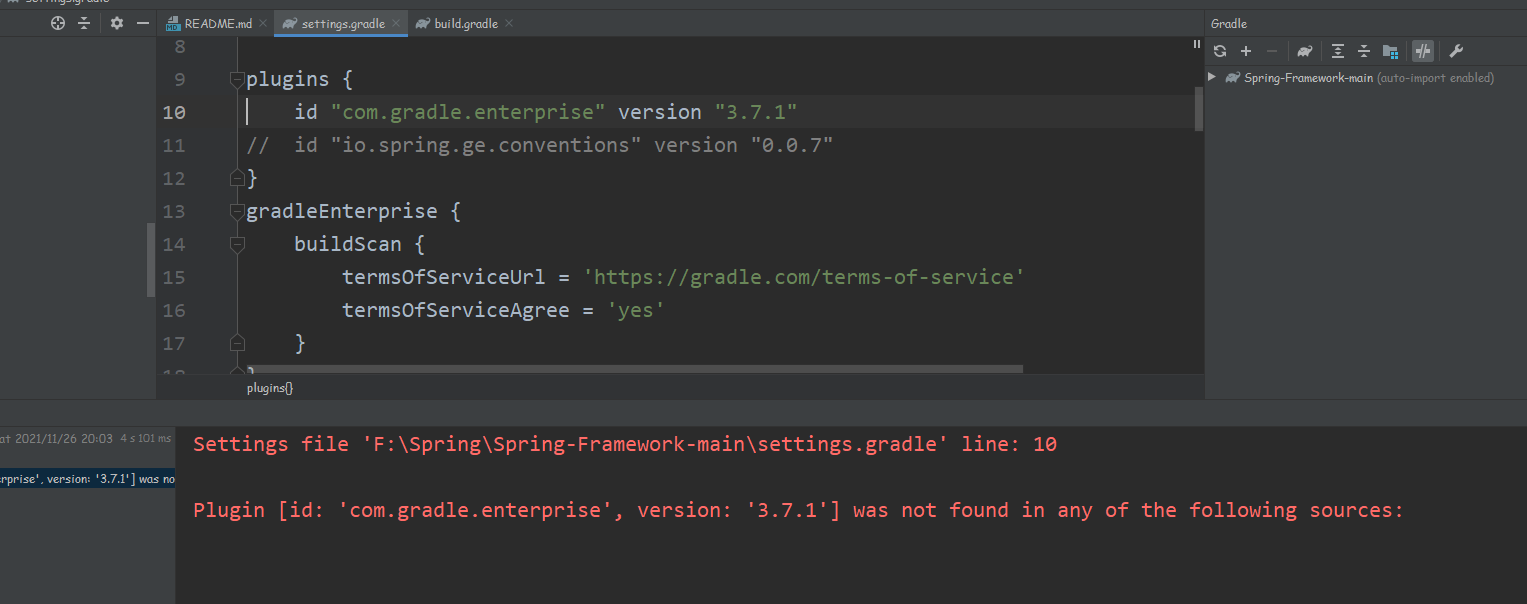 README.md
settings.gradle
build.gradle
Gradle
8
9 plugins {
10 id "com.gradle.enterprise" version "3.7.1"
11 // id "io.spring.ge.conventions" version "0.0.7"
12 }
13 gradleEnterprise {
14 buildScan {
15 termsOfServiceUrl = 'https://gradle.com/terms-of-service'
16 termsOfServiceAgree = 'yes'
17 }
plugins{}
Spring-Framework-main (auto-import enabled)
at 2021/11/26 20:03 4 s 101 ms
erprise', version: '3.7.1'] was no
Settings file 'F:\Spring\Spring-Framework-main\settings.gradle' line: 10
Plugin [id: 'com.gradle.enterprise', version: '3.7.1'] was not found in any of the following sources: